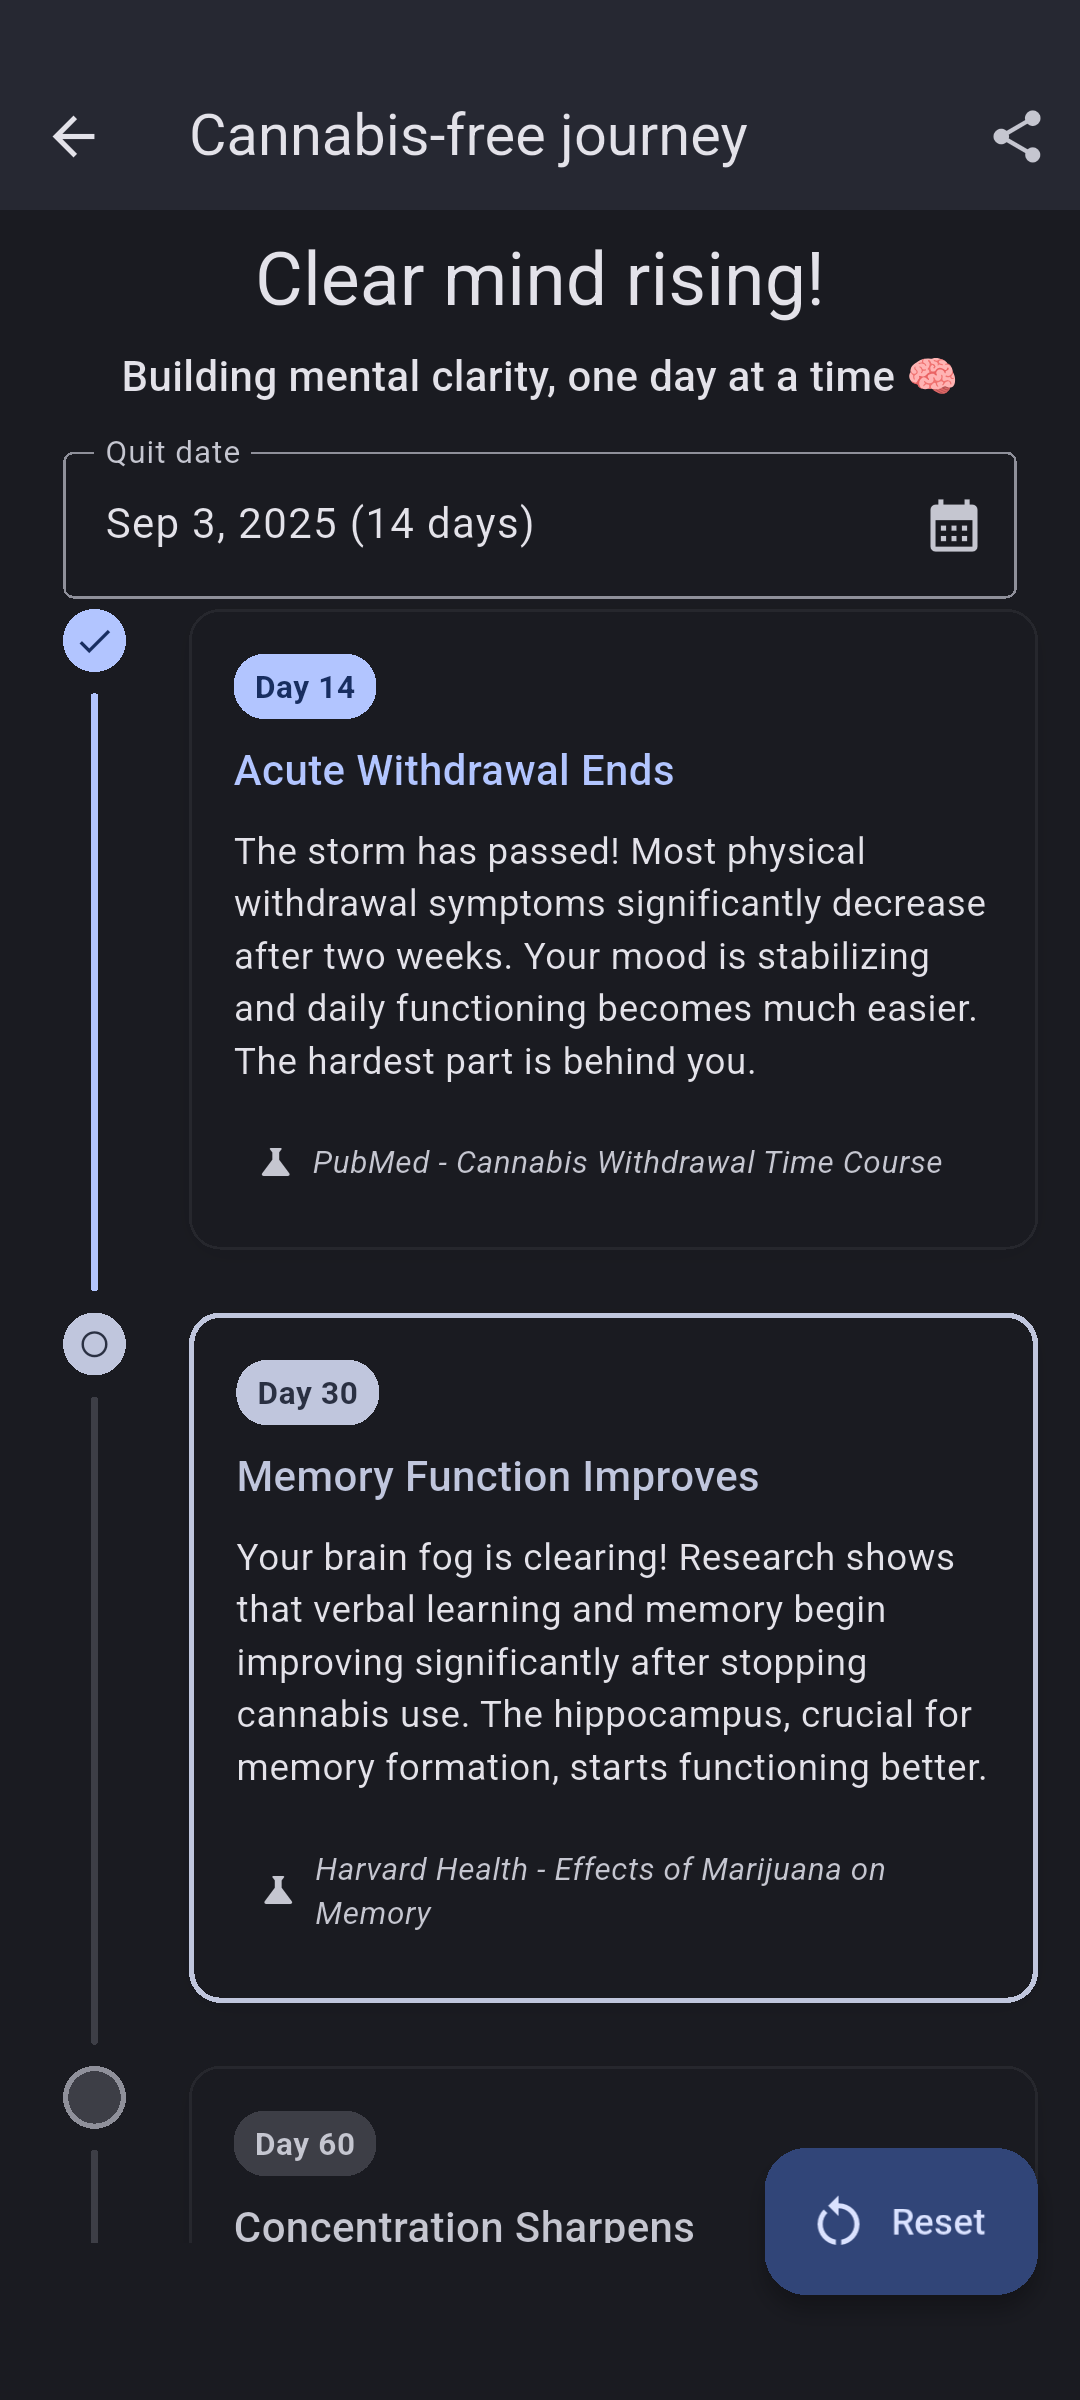 Cannabis-free journey
Clear mind rising!
Building mental clarity, one day at a time 🧠
Quit date
Sep 3, 2025 (14 days)
Day 14
Acute Withdrawal Ends
The storm has passed! Most physical
withdrawal symptoms significantly decrease
after two weeks. Your mood is stabilizing
and daily functioning becomes much easier.
The hardest part is behind you.
PubMed - Cannabis Withdrawal Time Course
Day 30
Memory Function Improves
Your brain fog is clearing! Research shows
that verbal learning and memory begin
improving significantly after stopping
cannabis use. The hippocampus, crucial for
memory formation, starts functioning better.
Harvard Health - Effects of Marijuana on
Memory
Day 60
Concentration Sharpens
Reset